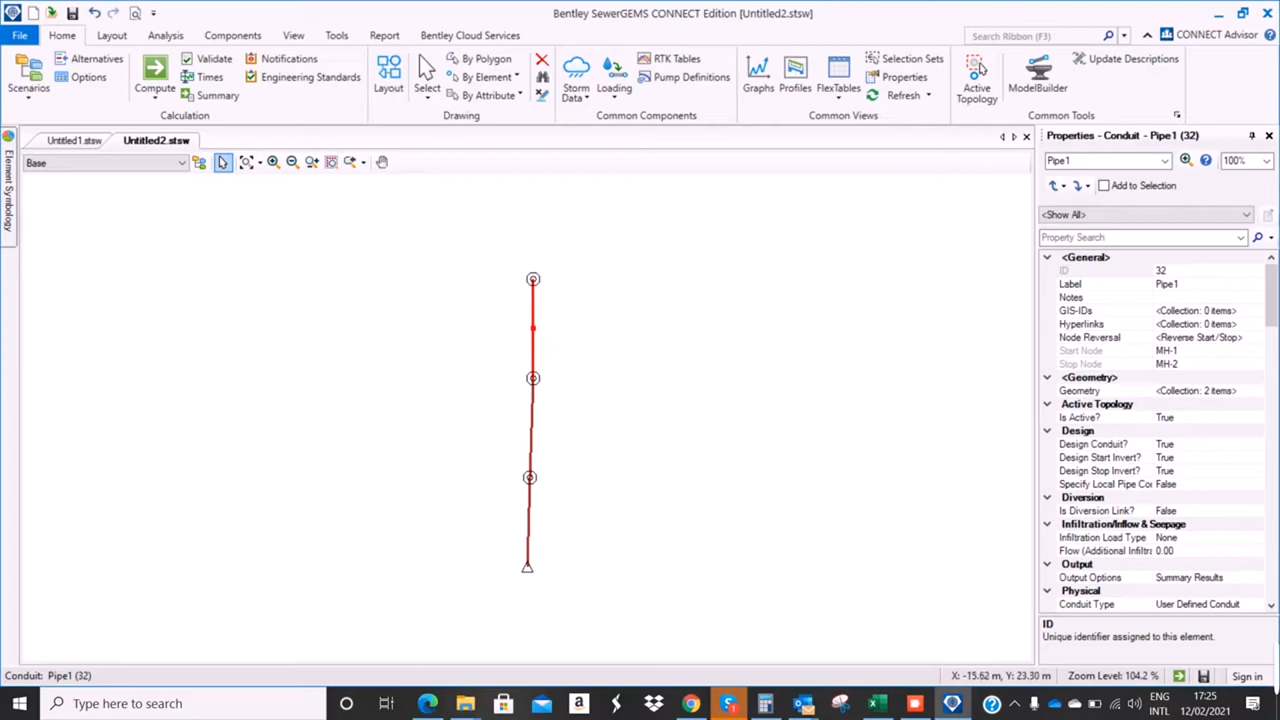 Bentley SewerGEMS CONNECT Edition [Untitled2.stsw]
File Home Layout Analysis Components View Tools Report Bentley Cloud Services Search Ribbon (F3) CONNECT Advisor
Scenarios Alternatives Options Compute Validate Times Summary Notifications Engineering Standards
Calculation
Layout Select By Polygon By Element By Attribute
Drawing
Storm Data Loading RTK Tables Pump Definitions
Common Components
Graphs Profiles FlexTables Selection Sets Properties Refresh
Common Views
Active Topology ModelBuilder Update Descriptions
Common Tools
Untitled1.stsw Untitled2.stsw
Base
Element Symbology
Properties - Conduit - Pipe1 (32)
Pipe1 100%
Add to Selection
<Show All>
Property Search
<General>
ID 32
Label Pipe1
Notes
GIS-IDs <Collection: 0 items>
Hyperlinks <Collection: 0 items>
Node Reversal <Reverse Start/Stop>
Start Node MH-1
Stop Node MH-2
<Geometry>
Geometry <Collection: 2 items>
Active Topology
Is Active? True
Design
Design Conduit? True
Design Start Invert? True
Design Stop Invert? True
Specify Local Pipe Cor False
Diversion
Is Diversion Link? False
Infiltration/Inflow & Seepage
Infiltration Load Type None
Flow (Additional Infiltra 0.00
Output
Output Options Summary Results
Physical
Conduit Type User Defined Conduit
ID
Unique identifier assigned to this element.
Conduit: Pipe1 (32) X: -15.62 m, Y: 23.30 m Zoom Level: 104.2 % Sign in
Type here to search
ENG
INTL
17:25
12/02/2021